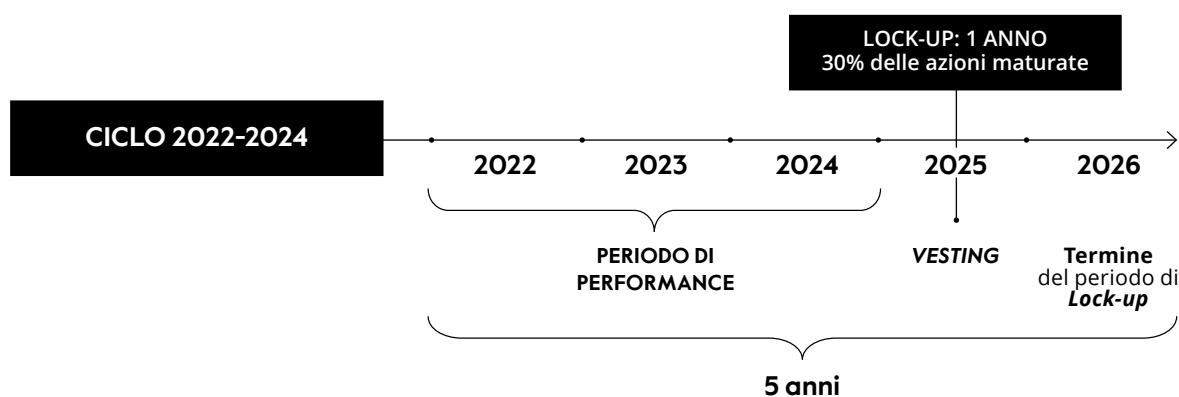 LOCK-UP: 1 ANNO
30% delle azioni maturate
CICLO 2022-2024
2022
2023
2024
2025
2026
PERIODO DI
PERFORMANCE
VESTING
Termine
del periodo di
Lock-up
5 anni